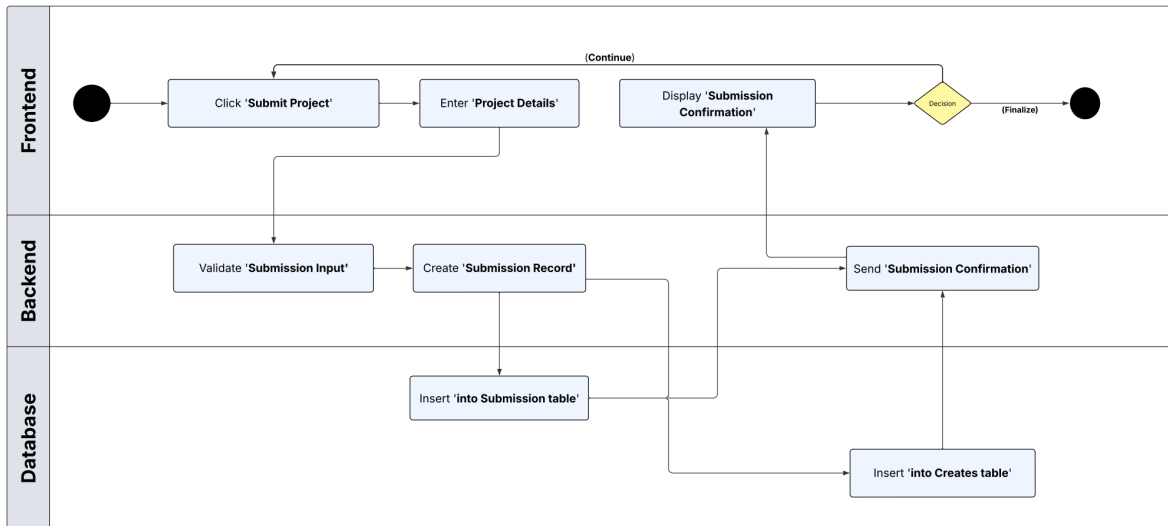 Frontend
(Continue)
Click 'Submit Project'
Enter 'Project Details'
Display 'Submission
Confirmation'
Decision
(Finalize)
Backend
Validate 'Submission Input'
Create 'Submission Record'
Send 'Submission Confirmation'
Database
Insert 'into Submission table'
Insert 'into Creates table'